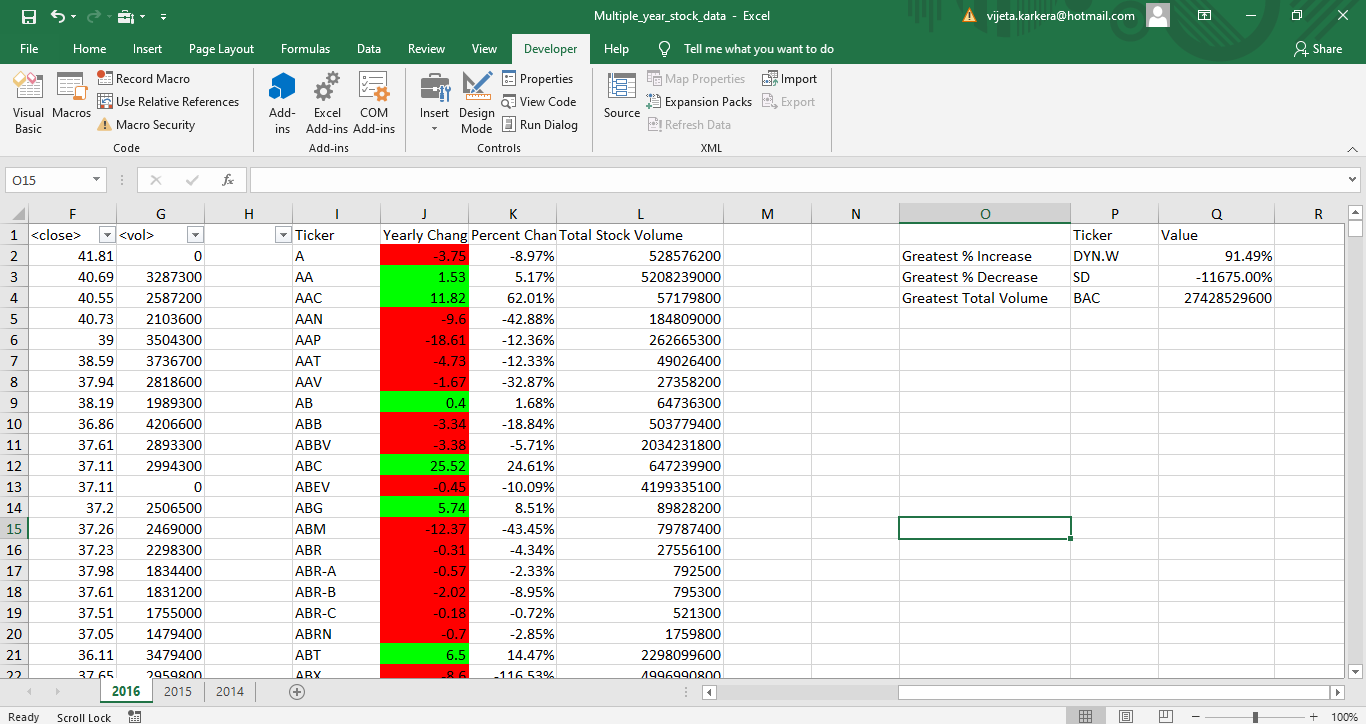 Multiple_year_stock_data - Excel
vijeta.karkera@hotmail.com
File Home Insert Page Layout Formulas Data Review View Developer Help Tell me what you want to do Share
Visual Basic
Macros
Record Macro
Use Relative References
Macro Security
Code
Add-ins
Excel Add-ins
COM Add-ins
Add-ins
Insert
Design Mode
Properties
View Code
Run Dialog
Controls
Source
Map Properties
Expansion Packs
Refresh Data
Import
Export
XML
O15 fx
F G H I J K L M N O P Q R
1 <close> <vol> Ticker Yearly Chang Percent Chan Total Stock Volume Ticker Value
2 41.81 0 A -3.75 -8.97% 528576200 Greatest % Increase DYN.W 91.49%
3 40.69 3287300 AA 1.53 5.17% 5208239000 Greatest % Decrease SD -11675.00%
4 40.55 2587200 AAC 11.82 62.01% 57179800 Greatest Total Volume BAC 27428529600
5 40.73 2103600 AAN -9.6 -42.88% 184809000
6 39 3504300 AAP -18.61 -12.36% 262665300
7 38.59 3736700 AAT -4.73 -12.33% 49026400
8 37.94 2818600 AAV -1.67 -32.87% 27358200
9 38.19 1989300 AB 0.4 1.68% 64736300
10 36.86 4206600 ABB -3.34 -18.84% 503779400
11 37.61 2893300 ABBV -3.38 -5.71% 2034231800
12 37.11 2994300 ABC 25.52 24.61% 647239900
13 37.11 0 ABEV -0.45 -10.09% 4199335100
14 37.2 2506500 ABG 5.74 8.51% 89828200
15 37.26 2469000 ABM -12.37 -43.45% 79787400
16 37.23 2298300 ABR -0.31 -4.34% 27556100
17 37.98 1834400 ABR-A -0.57 -2.33% 792500
18 37.61 1831200 ABR-B -2.02 -8.95% 795300
19 37.51 1755000 ABR-C -0.18 -0.72% 521300
20 37.05 1479400 ABRN -0.7 -2.85% 1759800
21 36.11 3479400 ABT 6.5 14.47% 2298099600
22 37.65 2959800 ABX -8.6 -116.53% 4996990800
2016 2015 2014
Ready Scroll Lock 100%